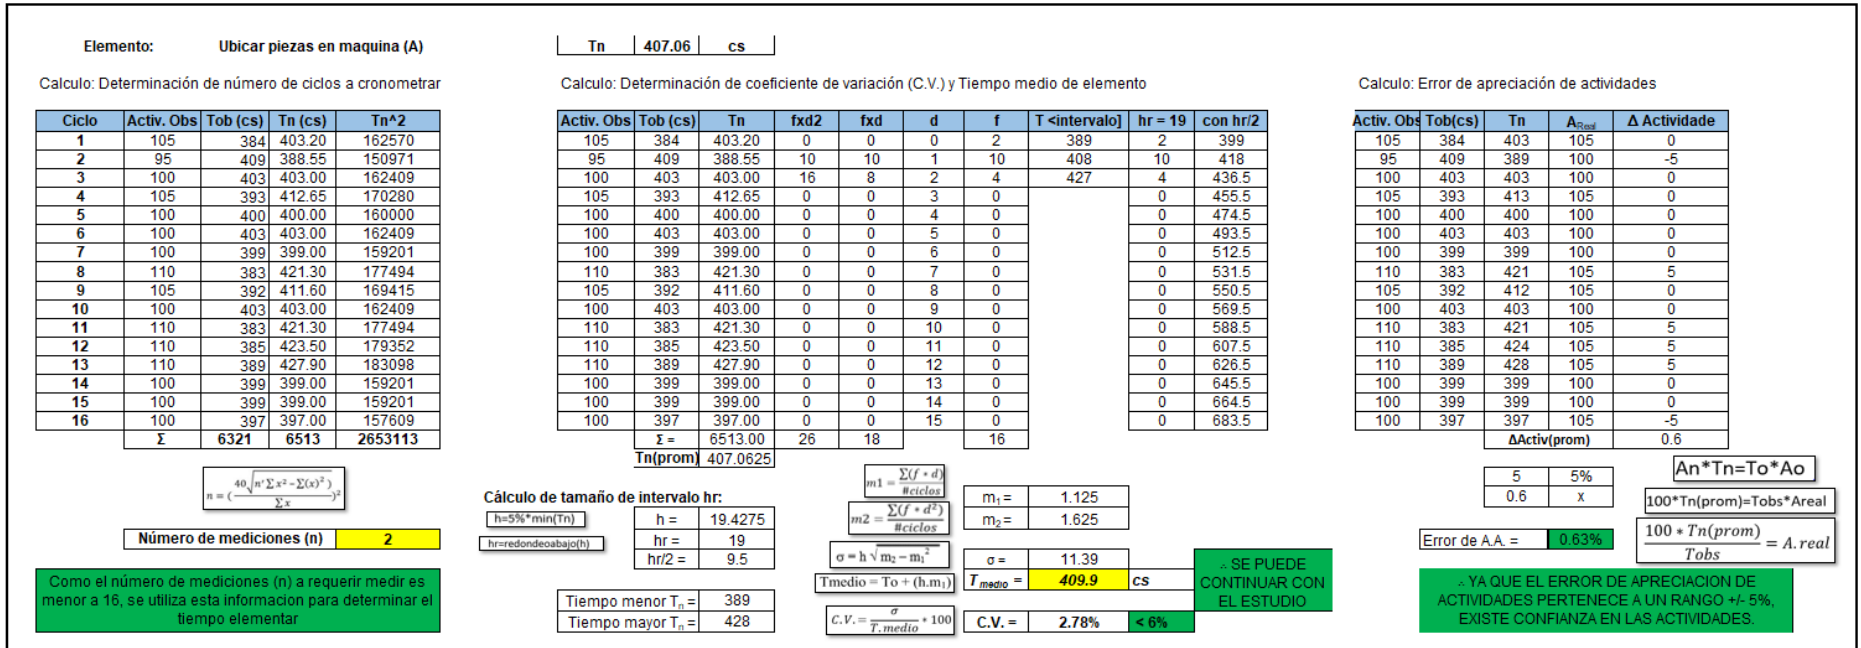 Elemento: Ubicar piezas en maquina (A) Tn 407.06 cs
Calculo: Determinación de número de ciclos a cronometrar
Ciclo Activ. Obs Tob (cs) Tn (cs) Tn^2
1 105 384 403.20 162570
2 95 409 388.55 150971
3 100 403 403.00 162409
4 105 393 412.65 170280
5 100 400 400.00 160000
6 100 403 403.00 162409
7 100 399 399.00 159201
8 110 383 421.30 177494
9 105 392 411.60 169415
10 100 403 403.00 162409
11 110 383 421.30 177494
12 110 385 423.50 179352
13 110 389 427.90 183098
14 100 399 399.00 159201
15 100 399 399.00 159201
16 100 397 397.00 157609
Σ 6321 6513 2653113
n = (40√(n'Σx² − Σ(x)²) / Σx)²
Número de mediciones (n) 2
Como el número de mediciones (n) a requerir medir es
menor a 16, se utiliza esta informacion para determinar el
tiempo elementar
Calculo: Determinación de coeficiente de variación (C.V.) y Tiempo medio de elemento
Activ. Obs Tob (cs) Tn fxd2 fxd d f T <intervalo] hr = 19 con hr/2
105 384 403.20 0 0 0 2 389 2 399
95 409 388.55 10 10 1 10 408 10 418
100 403 403.00 16 8 2 4 427 4 436.5
105 393 412.65 0 0 3 0 0 455.5
100 400 400.00 0 0 4 0 0 474.5
100 403 403.00 0 0 5 0 0 493.5
100 399 399.00 0 0 6 0 0 512.5
110 383 421.30 0 0 7 0 0 531.5
105 392 411.60 0 0 8 0 0 550.5
100 403 403.00 0 0 9 0 0 569.5
110 383 421.30 0 0 10 0 0 588.5
110 385 423.50 0 0 11 0 0 607.5
110 389 427.90 0 0 12 0 0 626.5
100 399 399.00 0 0 13 0 0 645.5
100 399 399.00 0 0 14 0 0 664.5
100 397 397.00 0 0 15 0 0 683.5
Σ = 6513.00 26 18 16
Tn(prom) 407.0625
Cálculo de tamaño de intervalo hr:
h=5%*min(Tn) h = 19.4275
hr=redondeoabajo(h) hr = 19
hr/2 = 9.5
Tiempo menor Tn = 389
Tiempo mayor Tn = 428
m1 = Σ(f * d) / #ciclos m₁ = 1.125
m2 = Σ(f * d²) / #ciclos m₂ = 1.625
σ = h √(m₂ − m₁²) σ = 11.39
Tmedio = To + (h.m₁) Tmedio = 409.9 cs
C.V. = σ / T.medio * 100 C.V. = 2.78% < 6%
∴ SE PUEDE
CONTINUAR CON
EL ESTUDIO
Calculo: Error de apreciación de actividades
Activ. Obs Tob(cs) Tn AReal Δ Actividade
105 384 403 105 0
95 409 389 100 -5
100 403 403 100 0
105 393 413 105 0
100 400 400 100 0
100 403 403 100 0
100 399 399 100 0
110 383 421 105 5
105 392 412 105 0
100 403 403 100 0
110 383 421 105 5
110 385 424 105 5
110 389 428 105 5
100 399 399 100 0
100 399 399 100 0
100 397 397 105 -5
ΔActiv(prom) 0.6
5 5%
0.6 x
An*Tn=To*Ao
100*Tn(prom)=Tobs*Areal
100 * Tn(prom) / Tobs = A.real
Error de A.A. = 0.63%
∴ YA QUE EL ERROR DE APRECIACION DE
ACTIVIDADES PERTENECE A UN RANGO +/- 5%,
EXISTE CONFIANZA EN LAS ACTIVIDADES.